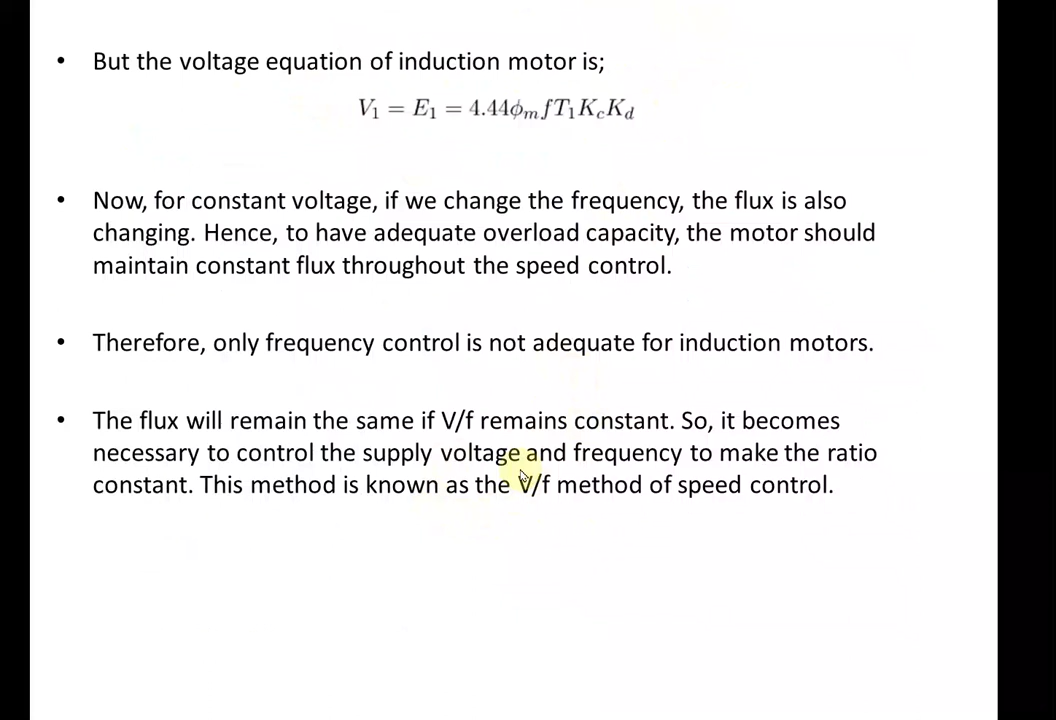 • But the voltage equation of induction motor is;
V₁ = E₁ = 4.44ϕₘfT₁K_cK_d
• Now, for constant voltage, if we change the frequency, the flux is also
changing. Hence, to have adequate overload capacity, the motor should
maintain constant flux throughout the speed control.
• Therefore, only frequency control is not adequate for induction motors.
• The flux will remain the same if V/f remains constant. So, it becomes
necessary to control the supply voltage and frequency to make the ratio
constant. This method is known as the V/f method of speed control.